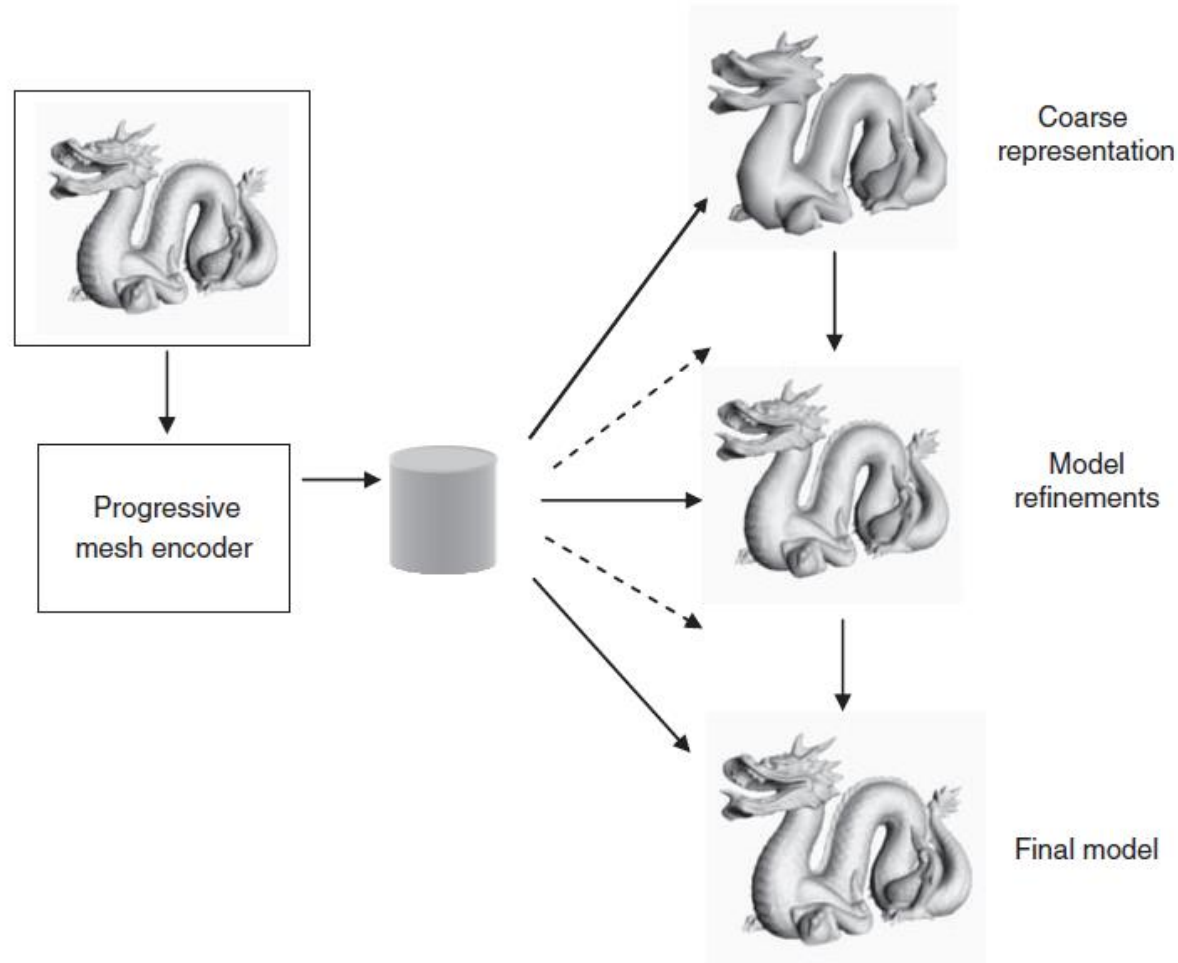 Coarse
representation
Progressive
mesh encoder
Model
refinements
Final model